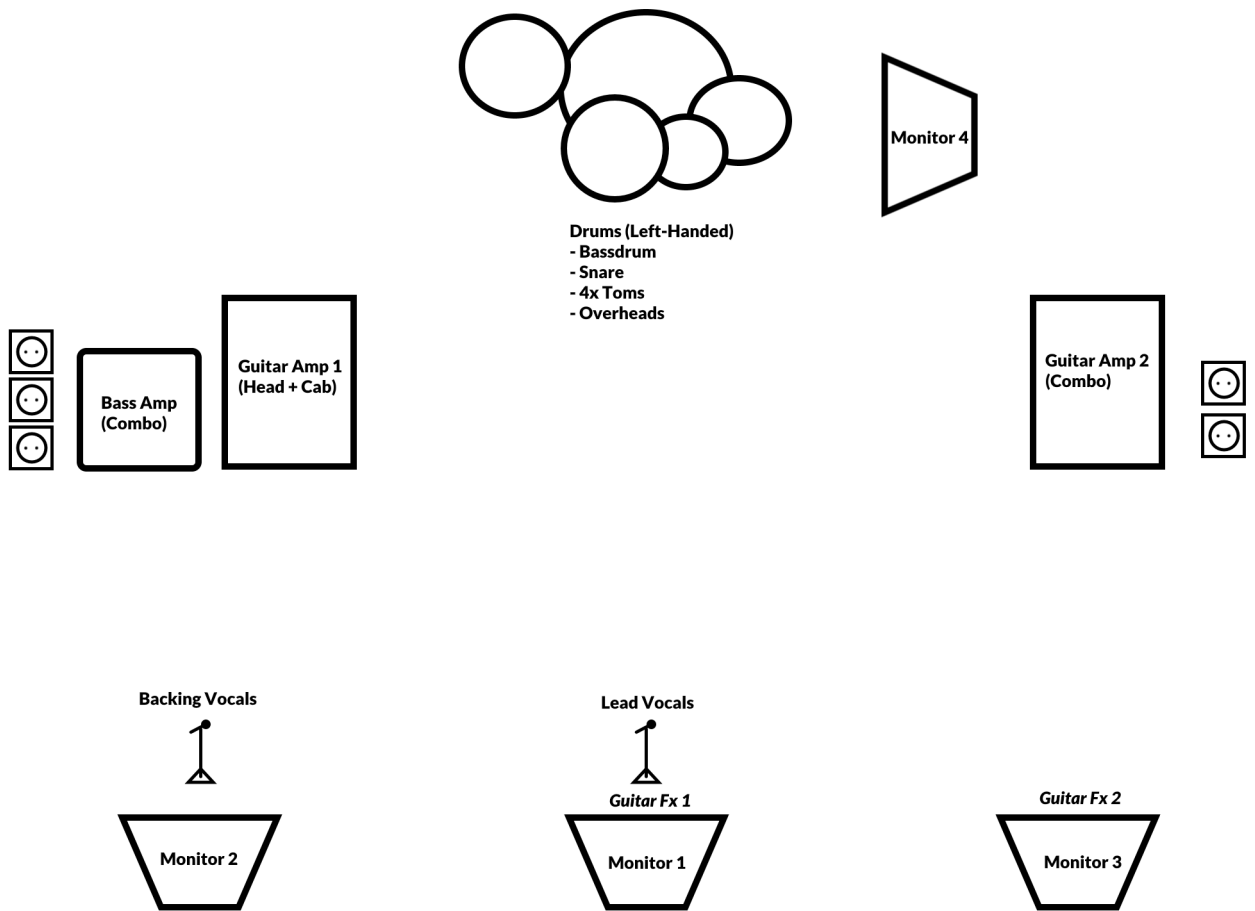 Monitor 4
Drums (Left-Handed)
- Bassdrum
- Snare
- 4x Toms
- Overheads
Bass Amp
(Combo)
Guitar Amp 1
(Head + Cab)
Guitar Amp 2
(Combo)
Backing Vocals
Lead Vocals
Guitar Fx 1
Guitar Fx 2
Monitor 2
Monitor 1
Monitor 3